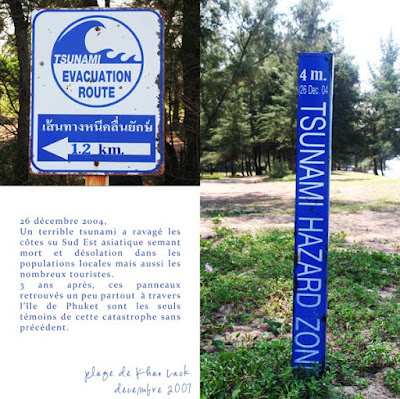 TSUNAMI
EVACUATION
ROUTE
เส้นทางหนีคลื่นยักษ์
1.2 km.
4 m.
26 Dec. 04
TSUNAMI HAZARD ZON
26 décembre 2004.
Un terrible tsunami a ravagé les
côtes su Sud Est asiatique semant
mort et désolation dans les
populations locales mais aussi les
nombreux touristes.
3 ans après, ces panneaux
retrouvés un peu partout à travers
l'île de Phuket sont les seuls
témoins de cette catastrophe sans
précédent.
plage de Khao Lack
decembre 2007